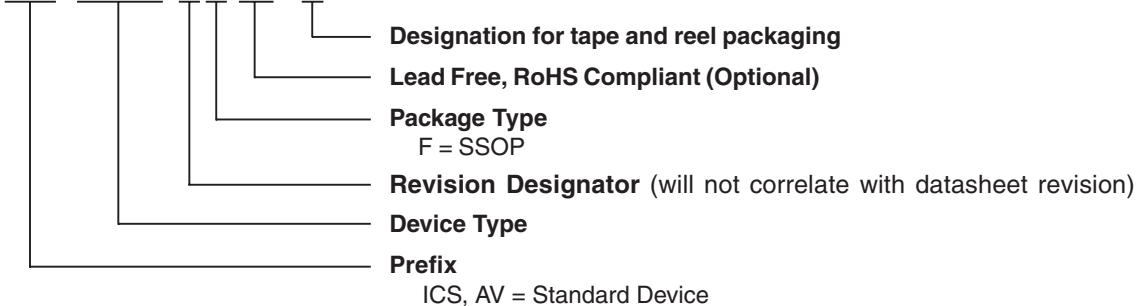 Designation for tape and reel packaging
Lead Free, RoHS Compliant (Optional)
Package Type
F = SSOP
Revision Designator (will not correlate with datasheet revision)
Device Type
Prefix
ICS, AV = Standard Device